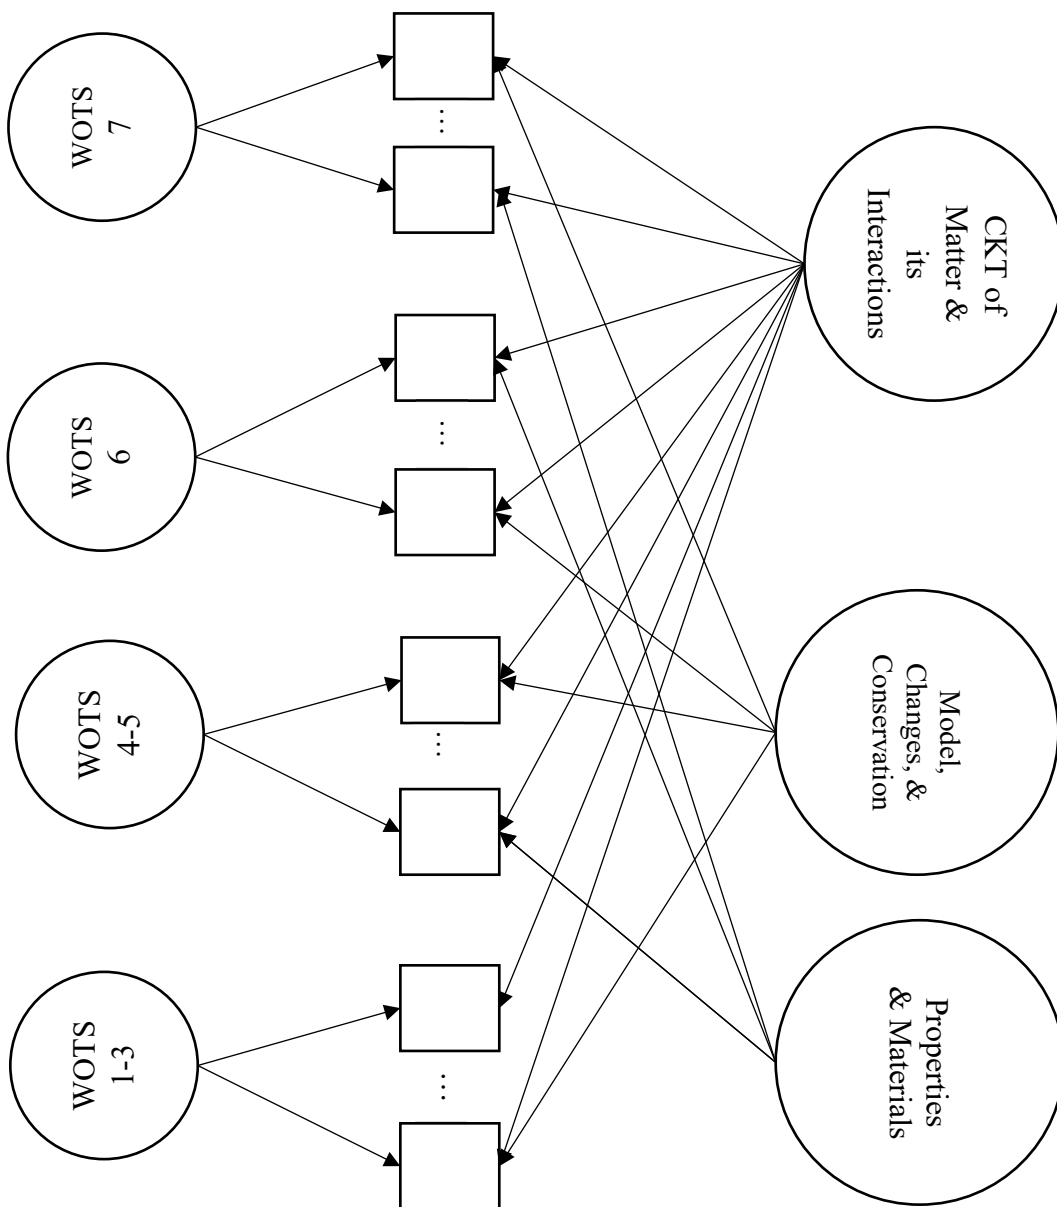 WOTS
7
WOTS
6
WOTS
4-5
WOTS
1-3
...
...
...
...
CKT of
Matter &
its
Interactions
Model,
Changes, &
Conservation
Properties
& Materials